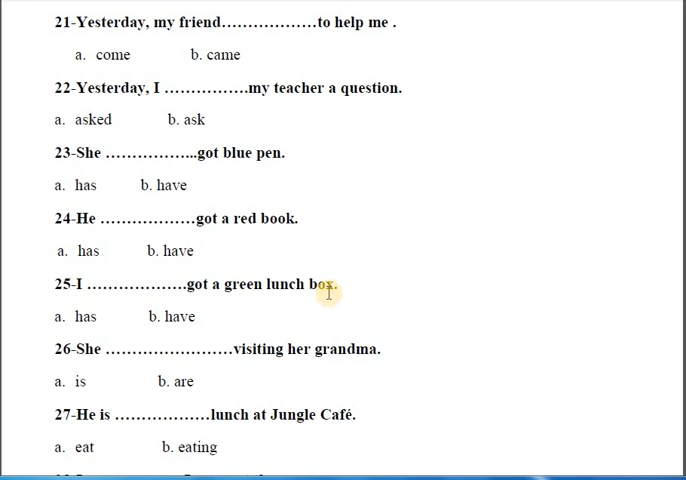 21-Yesterday, my friend………………to help me .
a. come b. came
22-Yesterday, I …………….my teacher a question.
a. asked b. ask
23-She ……………...got blue pen.
a. has b. have
24-He ………………got a red book.
a. has b. have
25-I ……………….got a green lunch box.
a. has b. have
26-She …………………….visiting her grandma.
a. is b. are
27-He is ………………lunch at Jungle Café.
a. eat b. eating